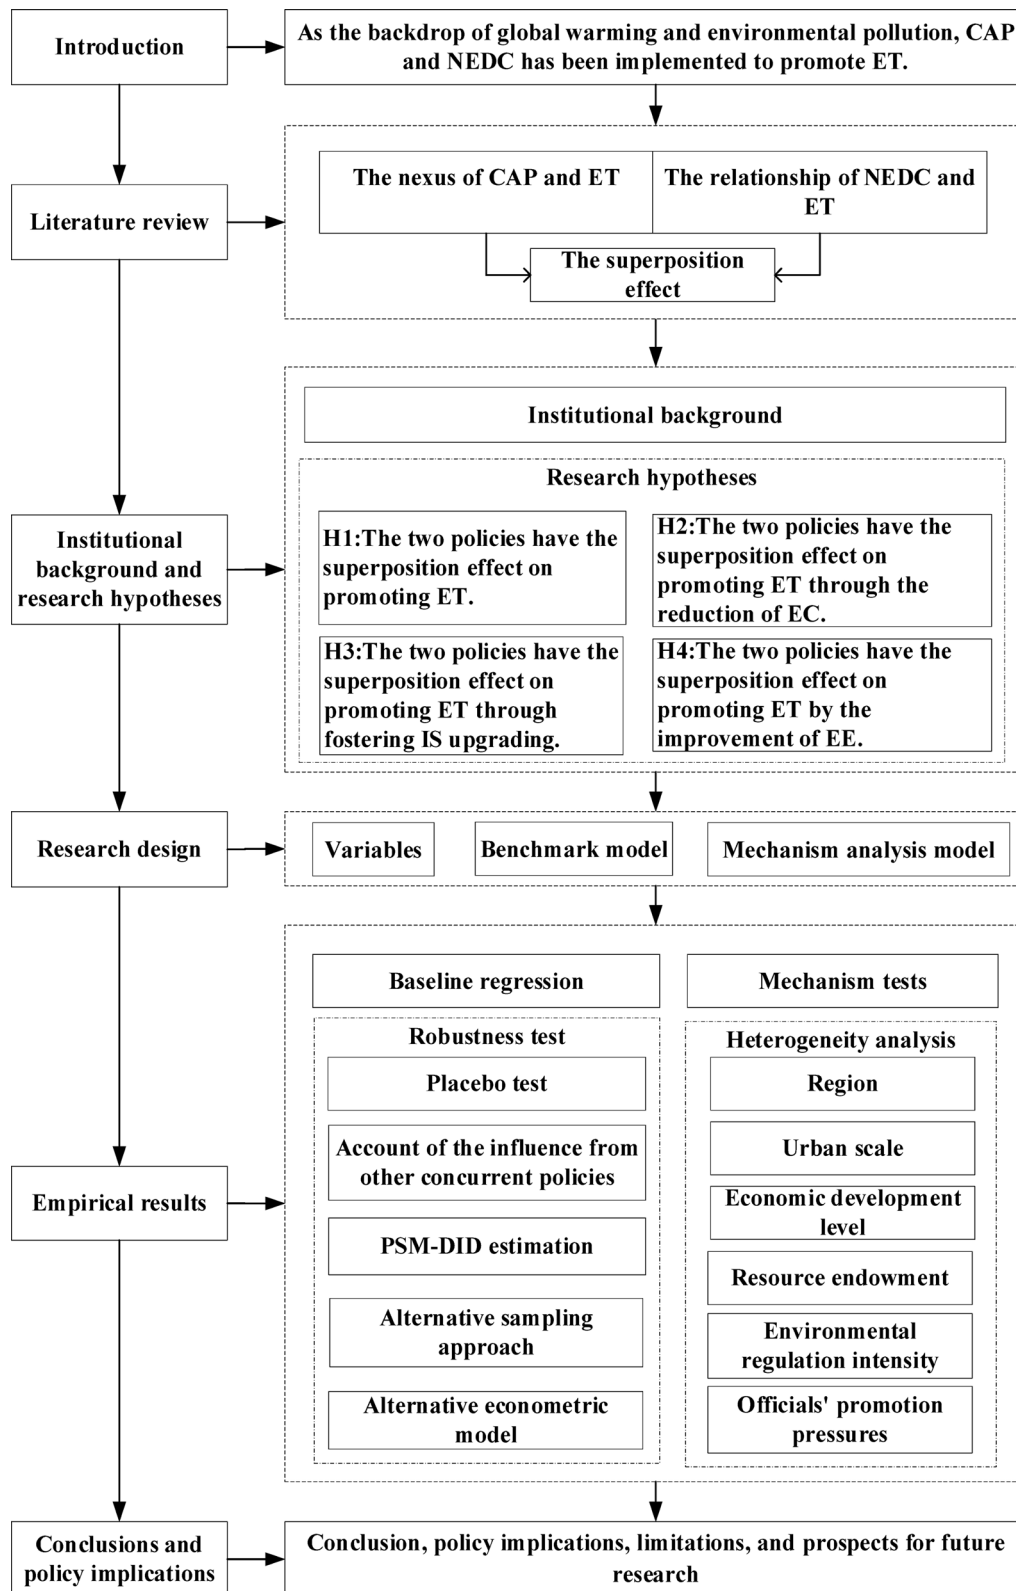 Introduction
As the backdrop of global warming and environmental pollution, CAP
and NEDC has been implemented to promote ET.
Literature review
The nexus of CAP and ET
The relationship of NEDC and
ET
The superposition
effect
Institutional
background and
research hypotheses
Institutional background
Research hypotheses
H1:The two policies have the
superposition effect on
promoting ET.
H2:The two policies have the
superposition effect on
promoting ET through the
reduction of EC.
H3:The two policies have the
superposition effect on
promoting ET through
fostering IS upgrading.
H4:The two policies have the
superposition effect on
promoting ET by the
improvement of EE.
Research design
Variables
Benchmark model
Mechanism analysis model
Empirical results
Baseline regression
Robustness test
Placebo test
Account of the influence from
other concurrent policies
PSM-DID estimation
Alternative sampling
approach
Alternative econometric
model
Mechanism tests
Heterogeneity analysis
Region
Urban scale
Economic development
level
Resource endowment
Environmental
regulation intensity
Officials' promotion
pressures
Conclusions and
policy implications
Conclusion, policy implications, limitations, and prospects for future
research